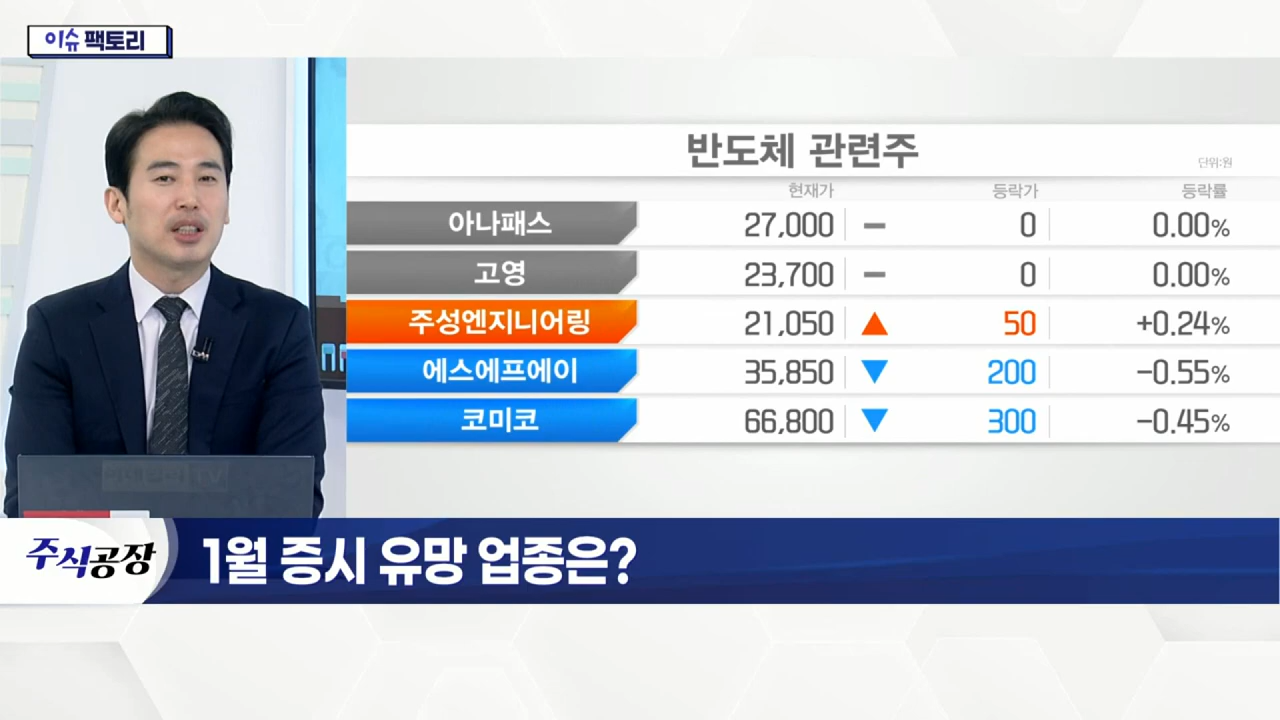 이슈 팩토리
반도체 관련주
단위:원
현재가 등락가 등락률
아나패스 27,000 0 0.00%
고영 23,700 0 0.00%
주성엔지니어링 21,050 ▲ 50 +0.24%
에스에프에이 35,850 ▼ 200 -0.55%
코미코 66,800 ▼ 300 -0.45%
주식공장
1월 증시 유망 업종은?